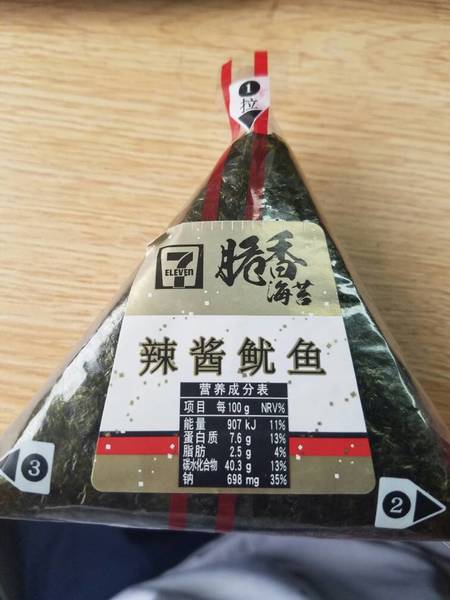 1
拉
7
ELEVEN
脆香
海苔
辣酱鱿鱼
营养成分表
项目 每100g NRV%
能量 907 kJ 11%
蛋白质 7.6 g 13%
脂肪 2.5 g 4%
碳水化合物 40.3 g 13%
钠 698 mg 35%
3
2